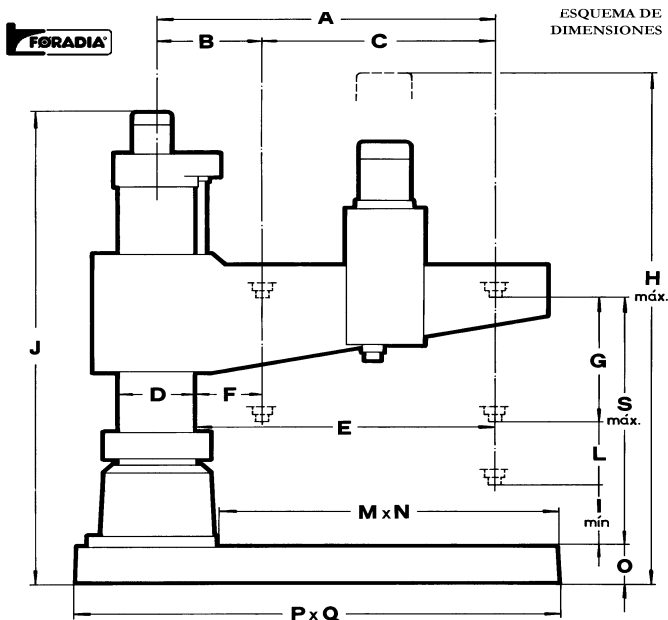 A
ESQUEMA DE
DIMENSIONES
B
C
FORADIA®
H
máx.
J
G
S
máx.
D
F
E
L
I
mín
M x N
O
P x Q